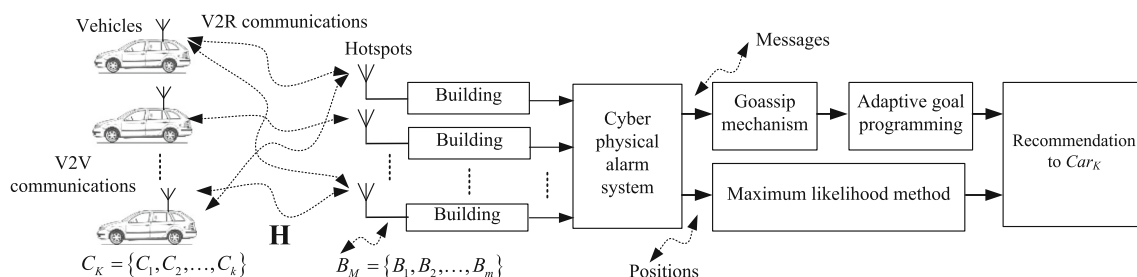 Vehicles
V2R communications
Hotspots
Messages
Building
Building
Building
Cyber
physical
alarm
system
Goassip
mechanism
Adaptive goal
programming
Recommendation
to Car_K
Maximum likelihood method
V2V
communications
H
Positions
C_K = {C_1, C_2, ..., C_k}
B_M = {B_1, B_2, ..., B_m}